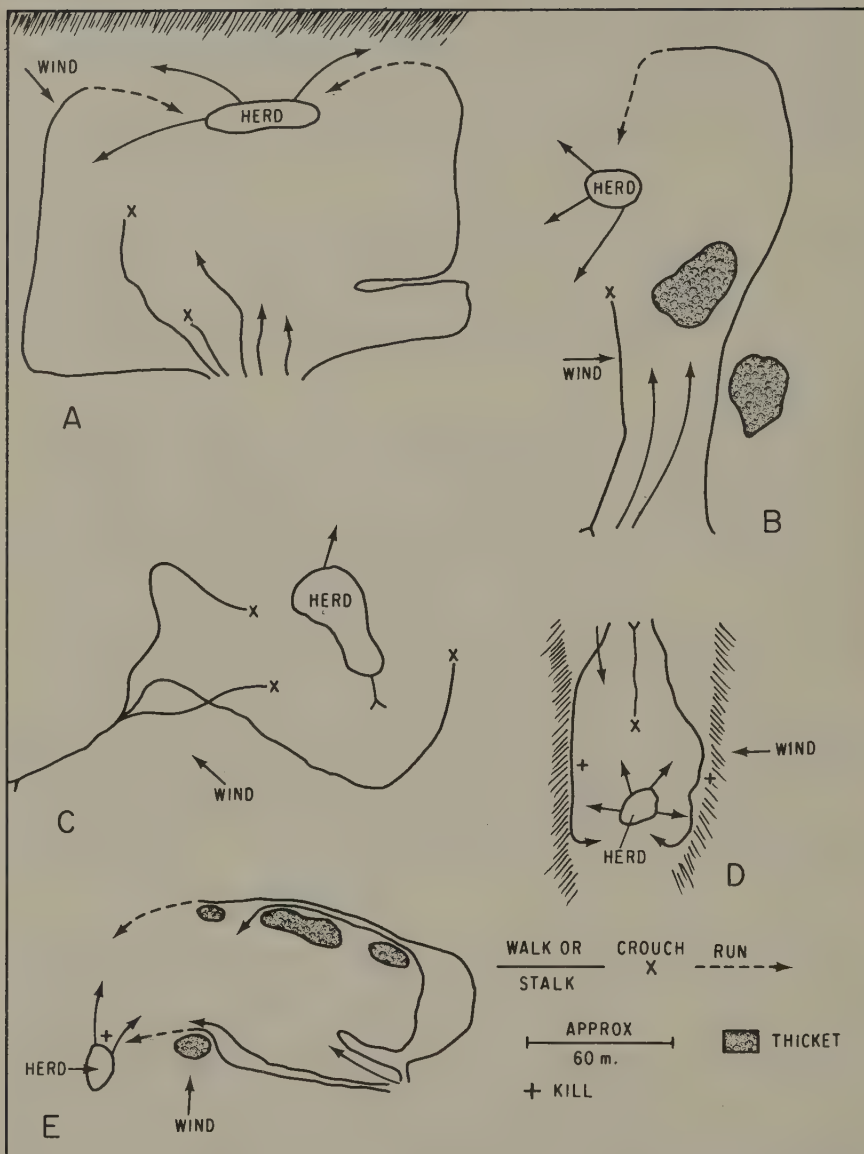 WIND
HERD
A
HERD
WIND
B
HERD
WIND
C
WIND
HERD
D
HERD
WIND
E
WALK OR
STALK
CROUCH
X
RUN
APPROX
60 m.
THICKET
+ KILL